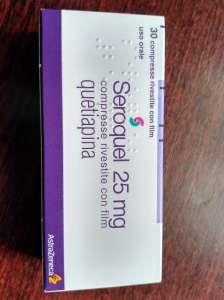 30 compresse rivestite con film
uso orale
Seroquel 25 mg
compresse rivestite con film
quetiapina
AstraZeneca